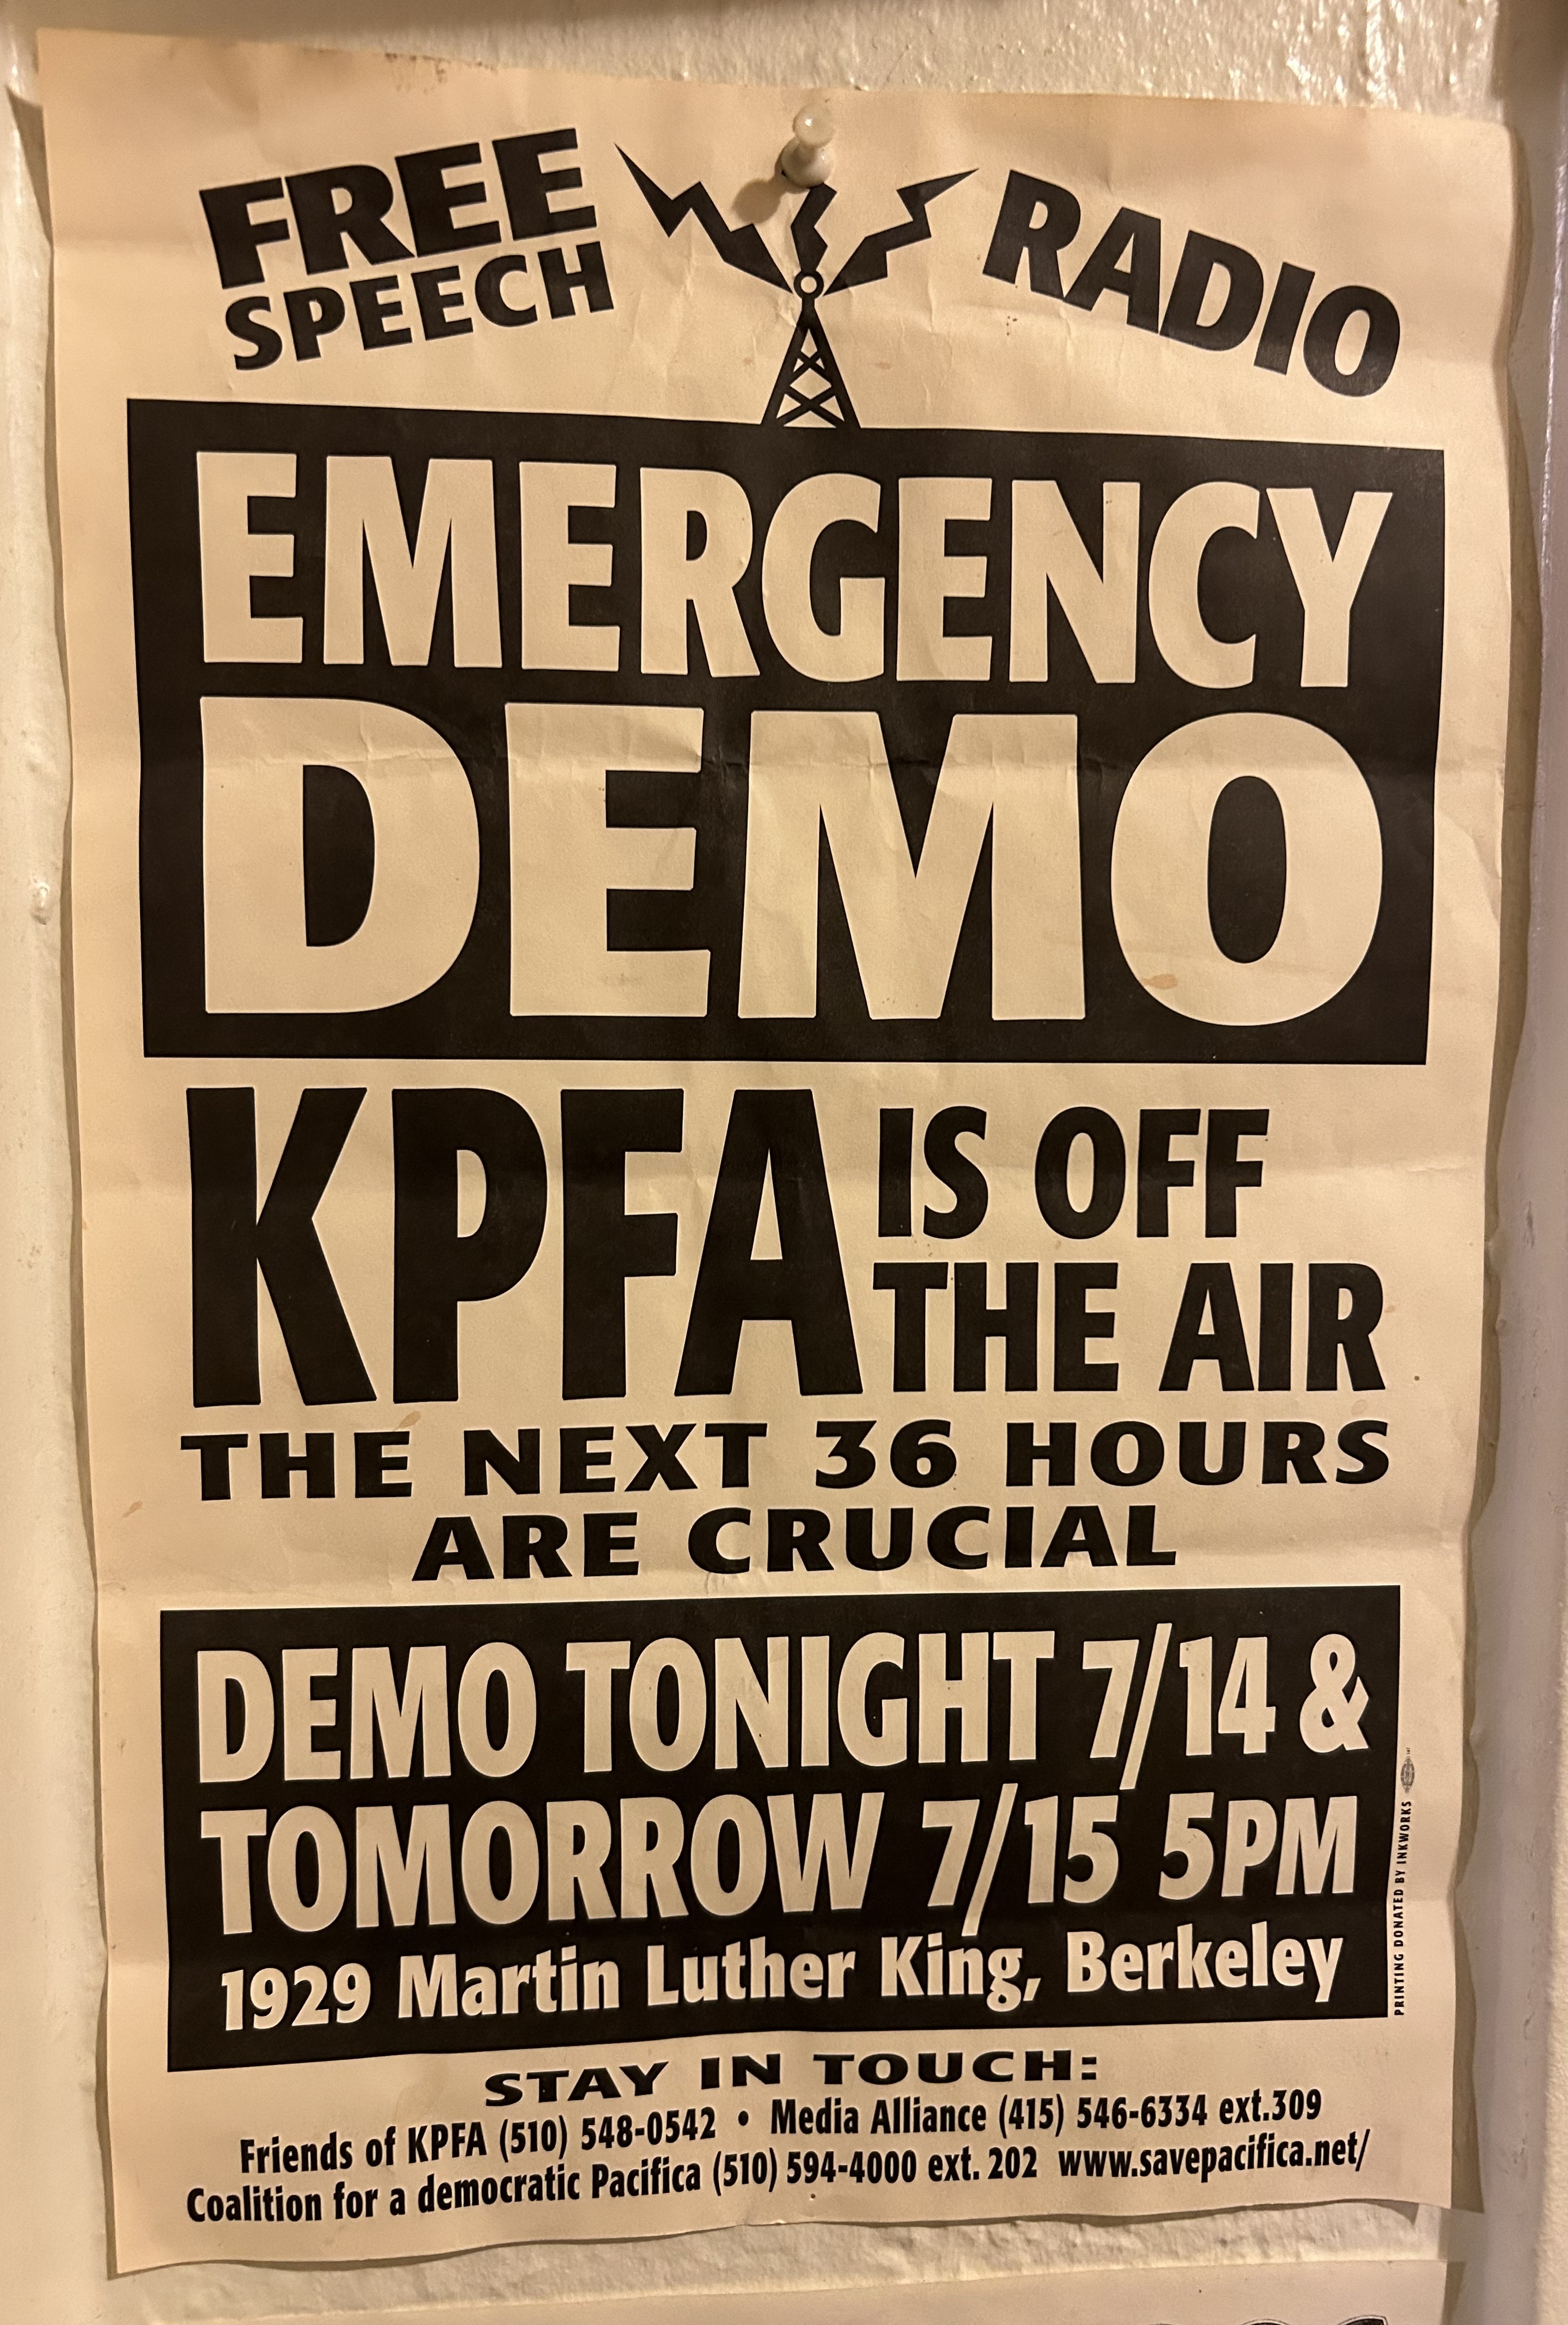 FREE
SPEECH
RADIO
EMERGENCY
DEMO
KPFA
IS OFF
THE AIR
THE NEXT 36 HOURS
ARE CRUCIAL
DEMO TONIGHT 7/14 &
TOMORROW 7/15 5PM
1929 Martin Luther King, Berkeley
PRINTING DONATED BY INKWORKS
STAY IN TOUCH:
Friends of KPFA (510) 548-0542 • Media Alliance (415) 546-6334 ext.309
Coalition for a democratic Pacifica (510) 594-4000 ext. 202 www.savepacifica.net/